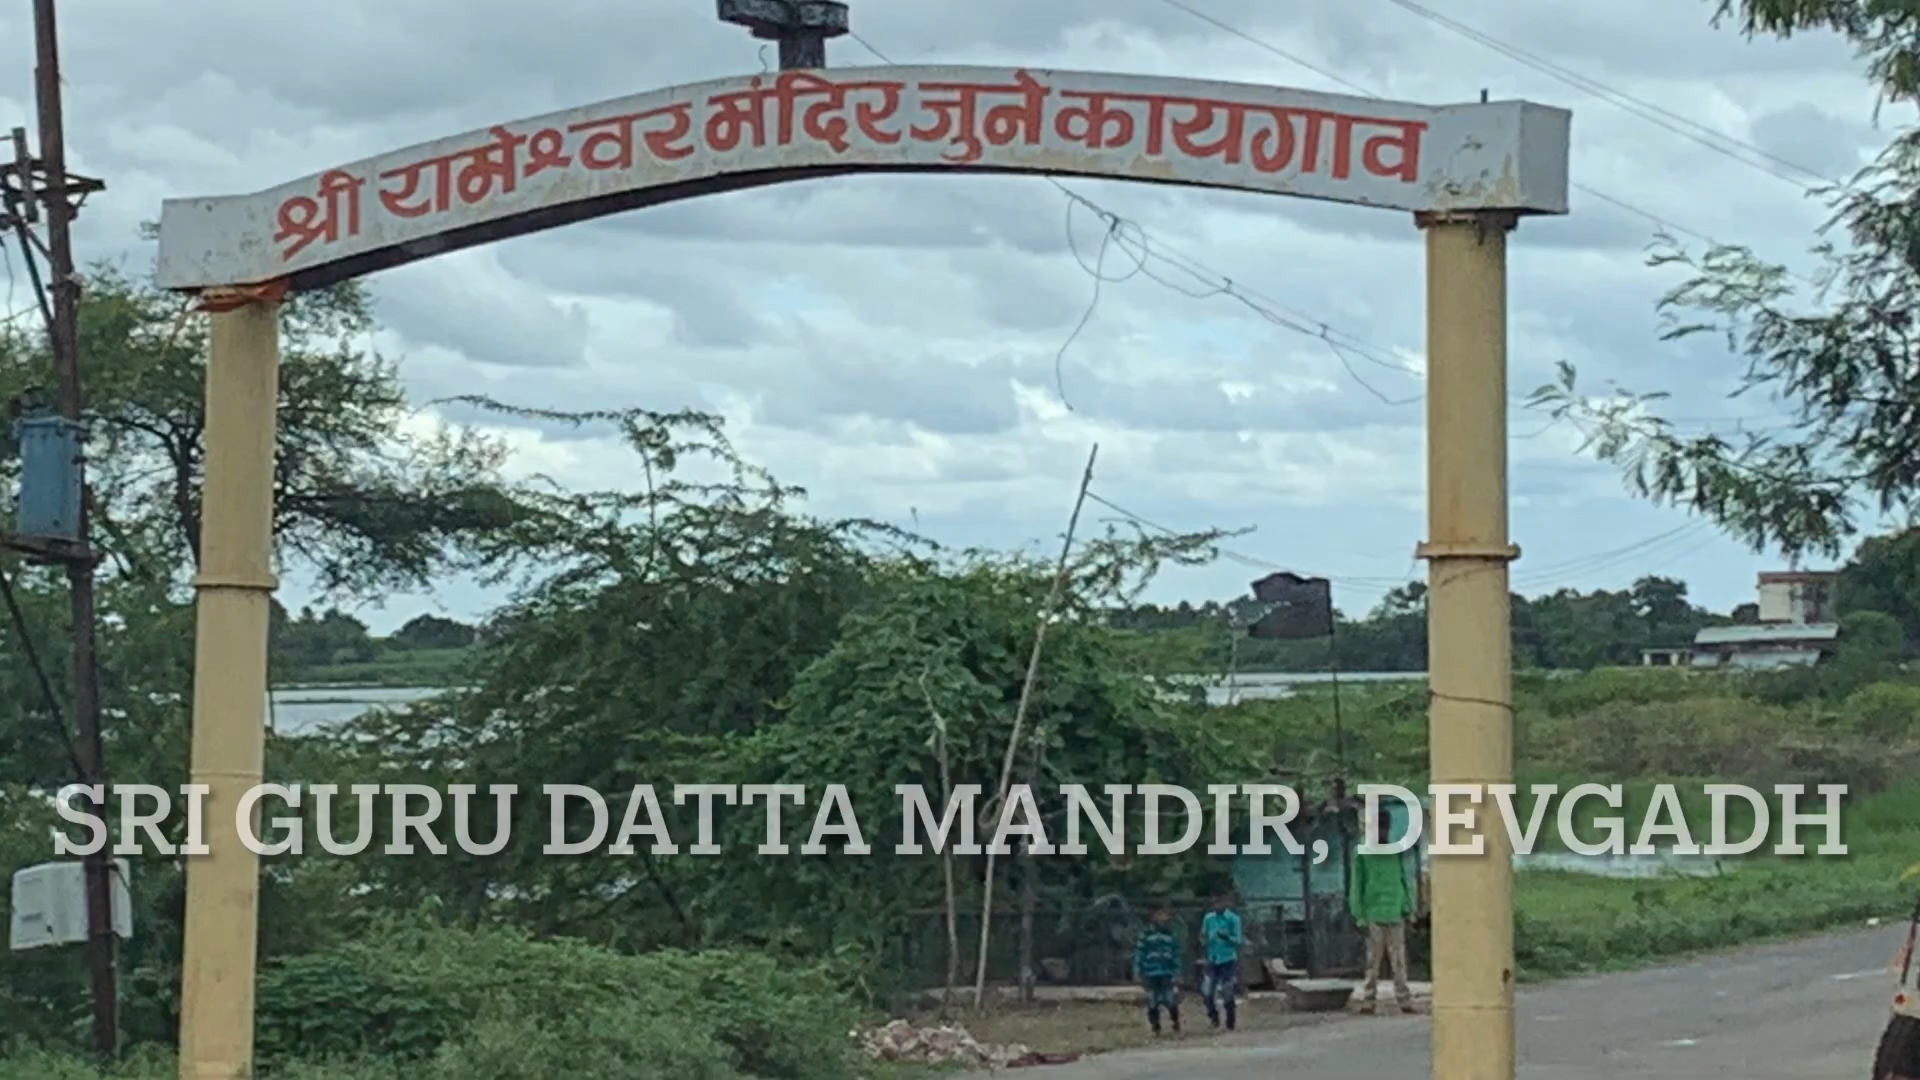 श्री रामेश्वर मंदिर जुने कायगाव
SRI GURU DATTA MANDIR, DEVGADH